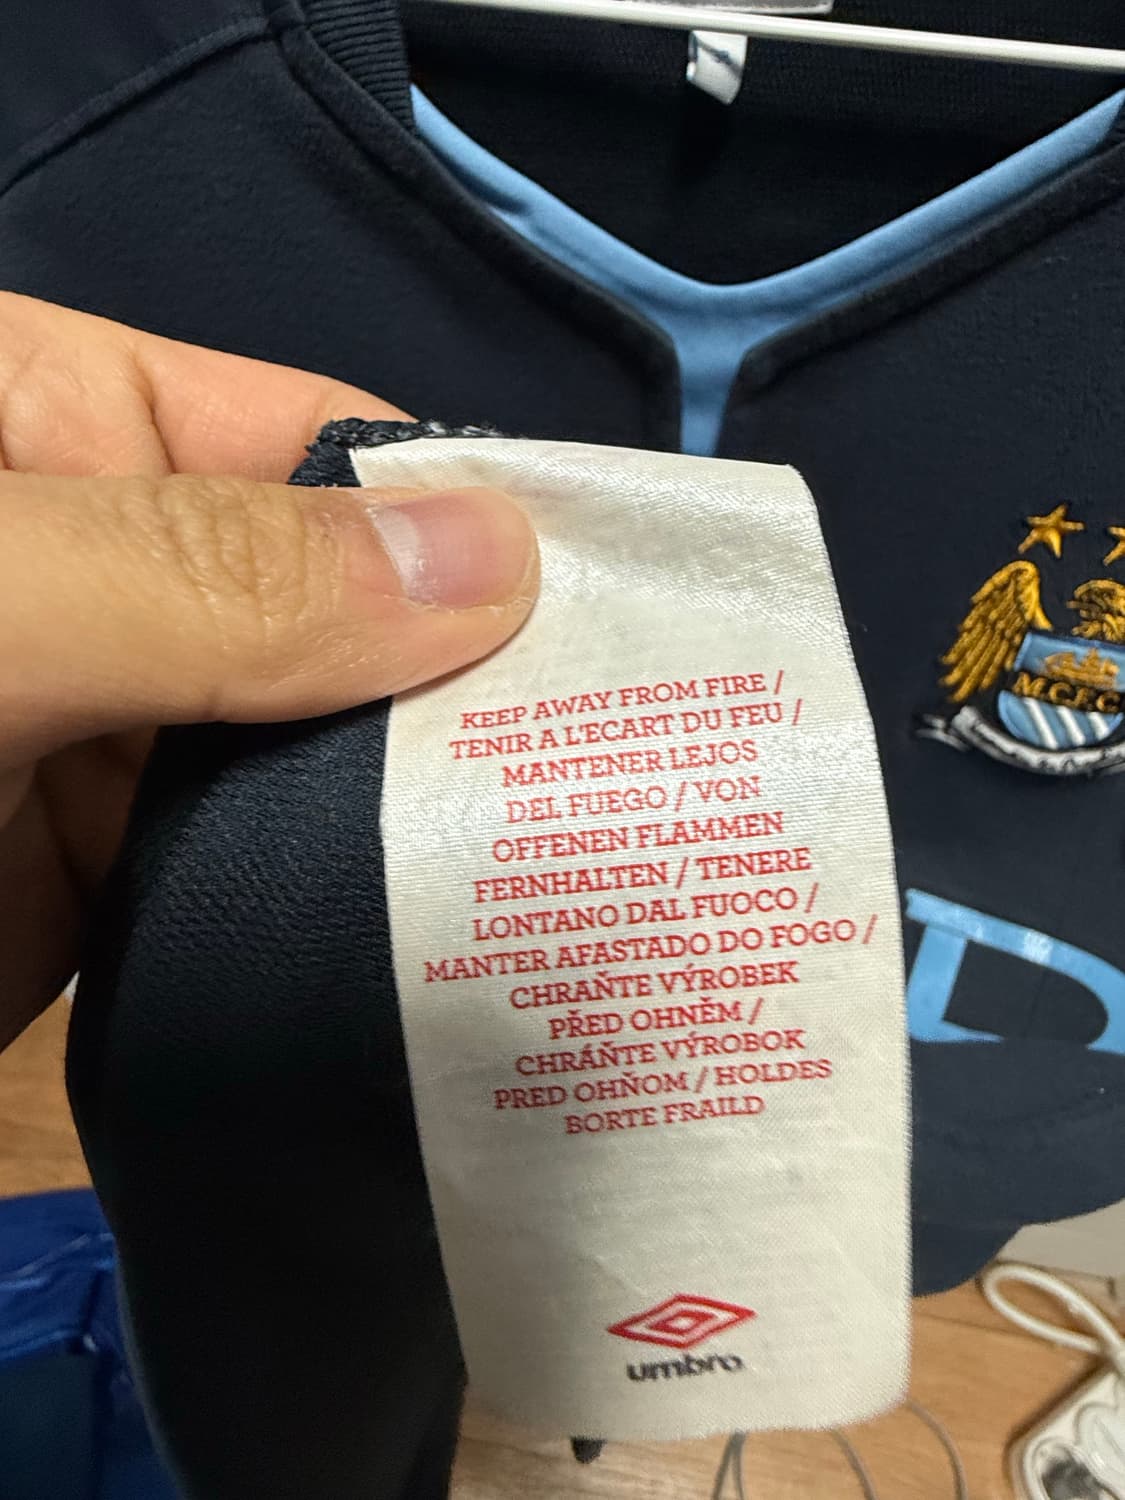 KEEP AWAY FROM FIRE /
TENIR A L'ECART DU FEU /
MANTENER LEJOS
DEL FUEGO / VON
OFFENEN FLAMMEN
FERNHALTEN / TENERE
LONTANO DAL FUOCO /
MANTER AFASTADO DO FOGO /
CHRAŇTE VÝROBEK
PŘED OHNĚM /
CHRÁŇTE VÝROBOK
PRED OHŇOM / HOLDES
BORTE FRAILD
umbro
M.C.F.C